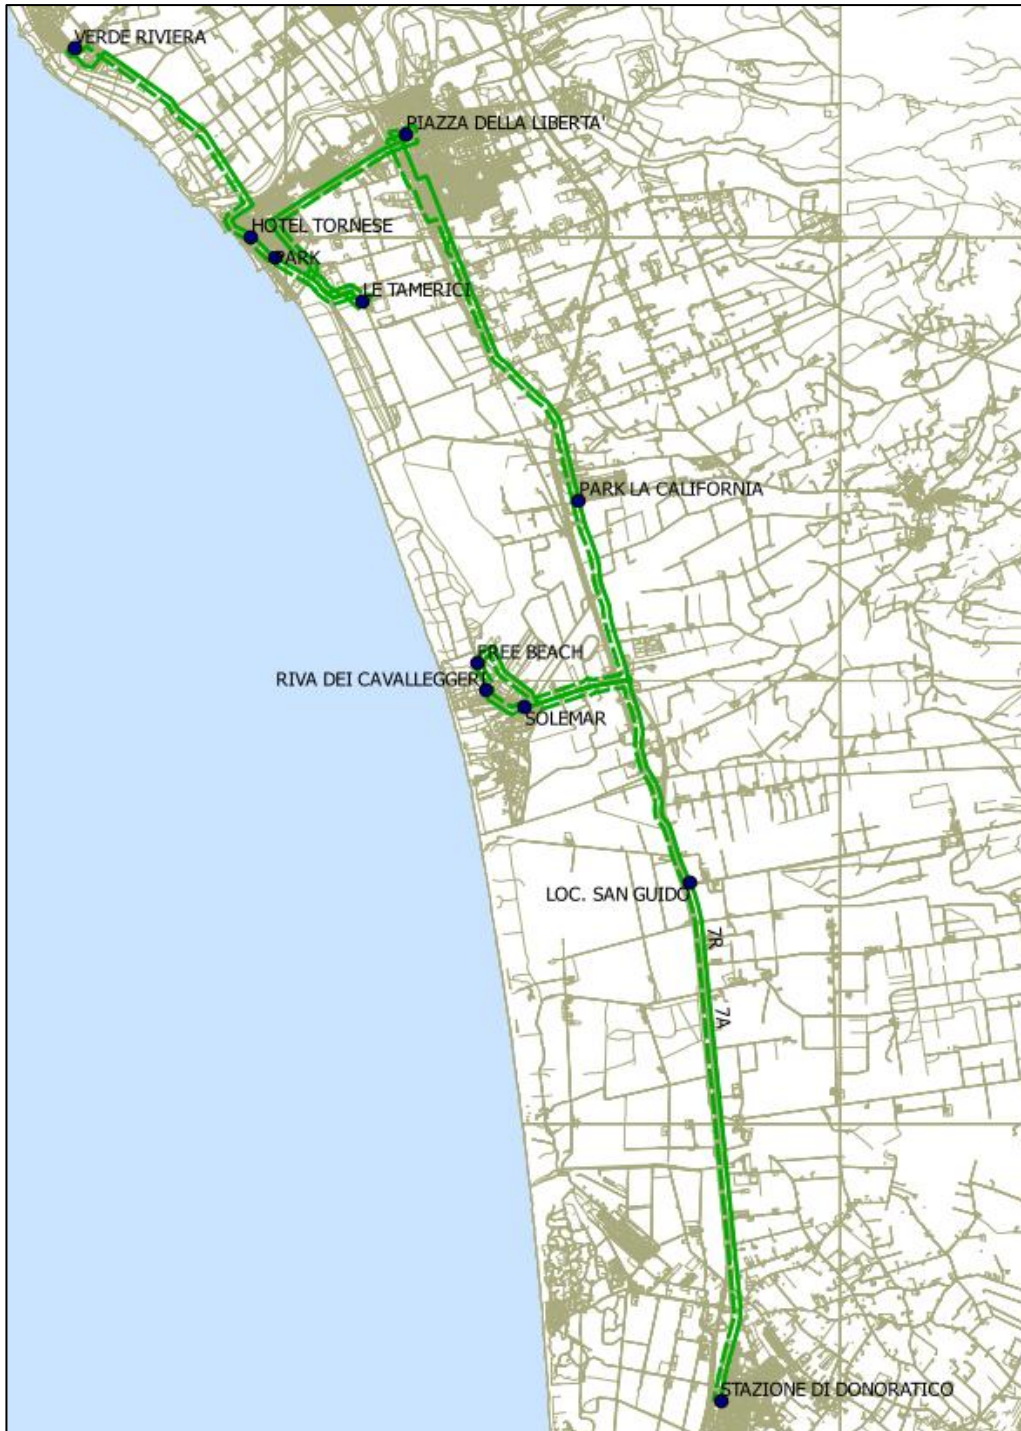 VERDE RIVIERA
PIAZZA DELLA LIBERTA'
HOTEL TORNESE
PARK
LE TAMERICI
PARK LA CALIFORNIA
FREE BEACH
RIVA DEI CAVALLEGGERI
SOLEMAR
LOC. SAN GUIDO
7R
7A
STAZIONE DI DONORATICO